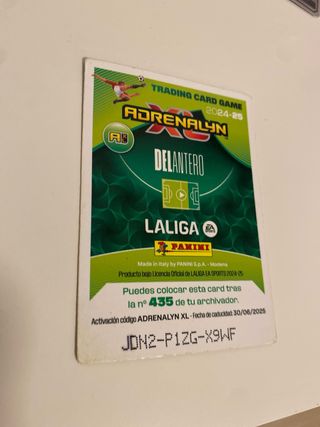 TRADING CARD GAME
2024-25
ADRENALYN
XL
DELANTERO
LALIGA
EA SPORTS
PANINI
Made in Italy by PANINI S.p.A. - Modena
Producto bajo Licencia Oficial de LALIGA EA SPORTS 2024-25
Puedes colocar esta card tras
la nº 435 de tu archivador.
Activación código ADRENALYN XL - Fecha de caducidad: 30/06/2025
JDN2-P1ZG-X9WF